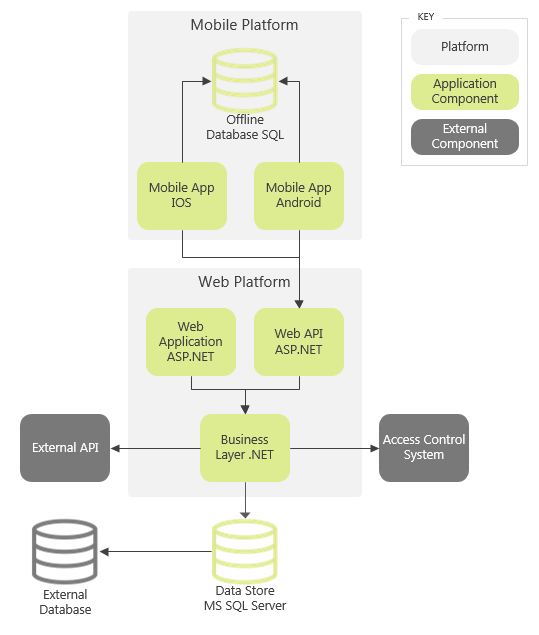 Mobile Platform
KEY
Platform
Application
Component
External
Component
Offline
Database SQL
Mobile App
IOS
Mobile App
Android
Web Platform
Web
Application
ASP.NET
Web API
ASP.NET
External API
Business
Layer .NET
Access Control
System
External
Database
Data Store
MS SQL Server